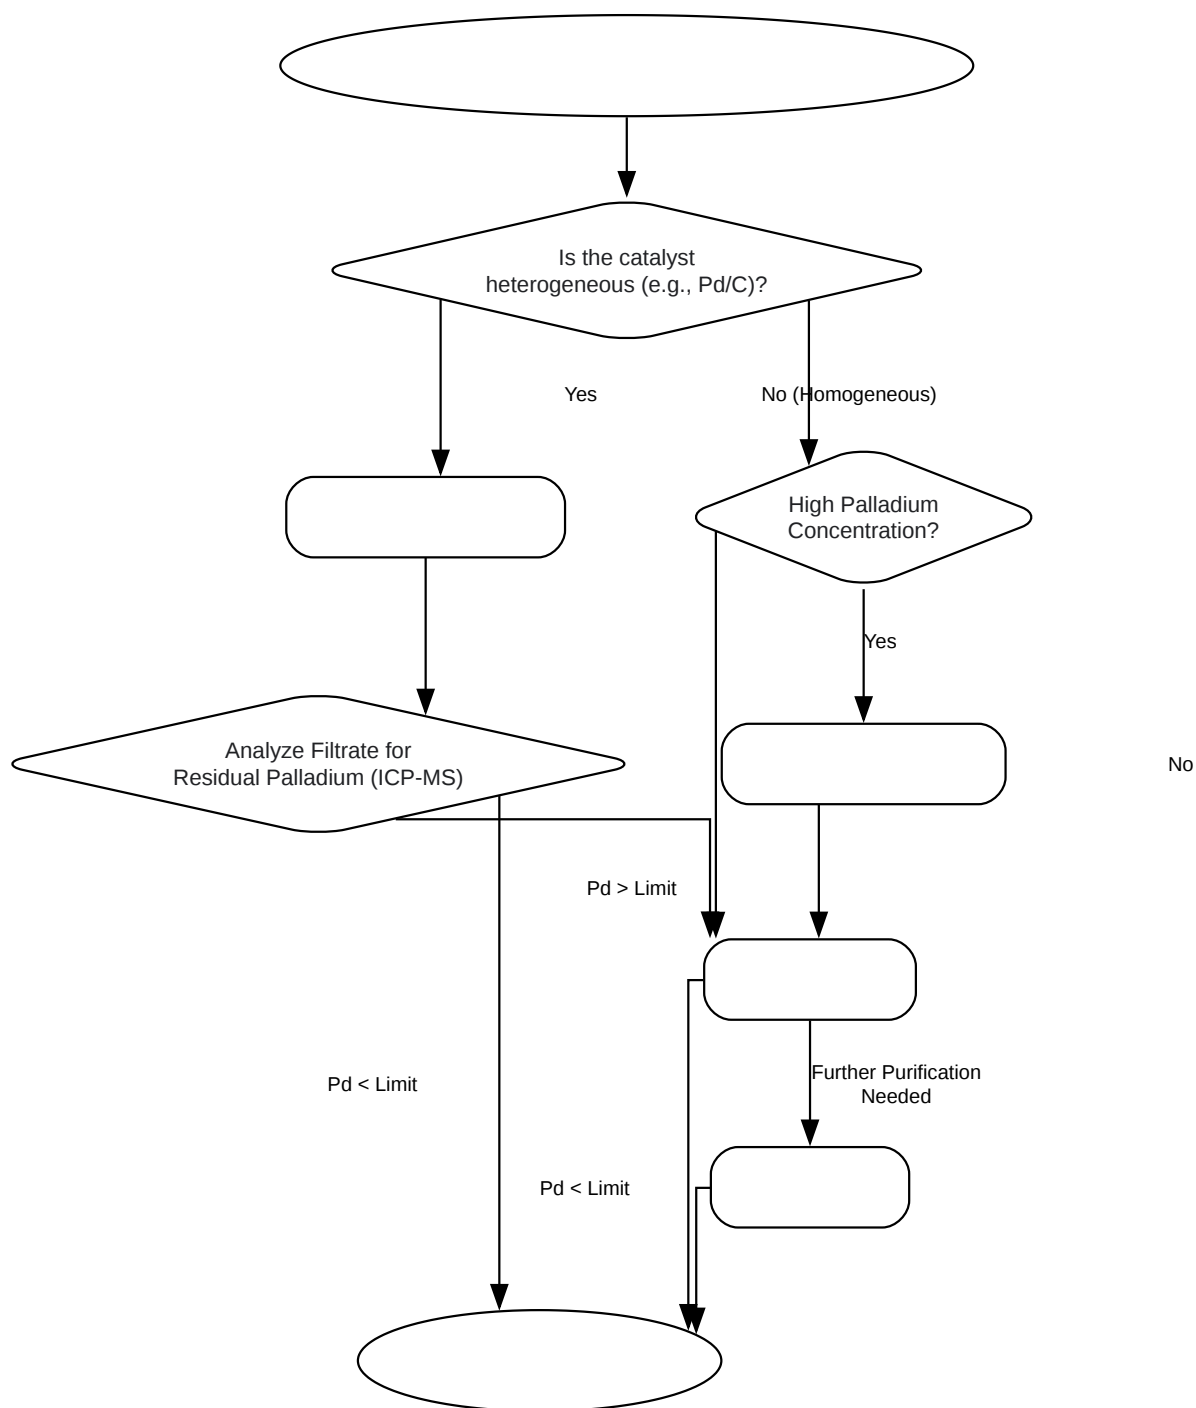 Is the catalyst
heterogeneous (e.g., Pd/C)?
Yes
No (Homogeneous)
High Palladium
Concentration?
Yes
Analyze Filtrate for
Residual Palladium (ICP-MS)
No
Pd > Limit
Further Purification
Needed
Pd < Limit
Pd < Limit